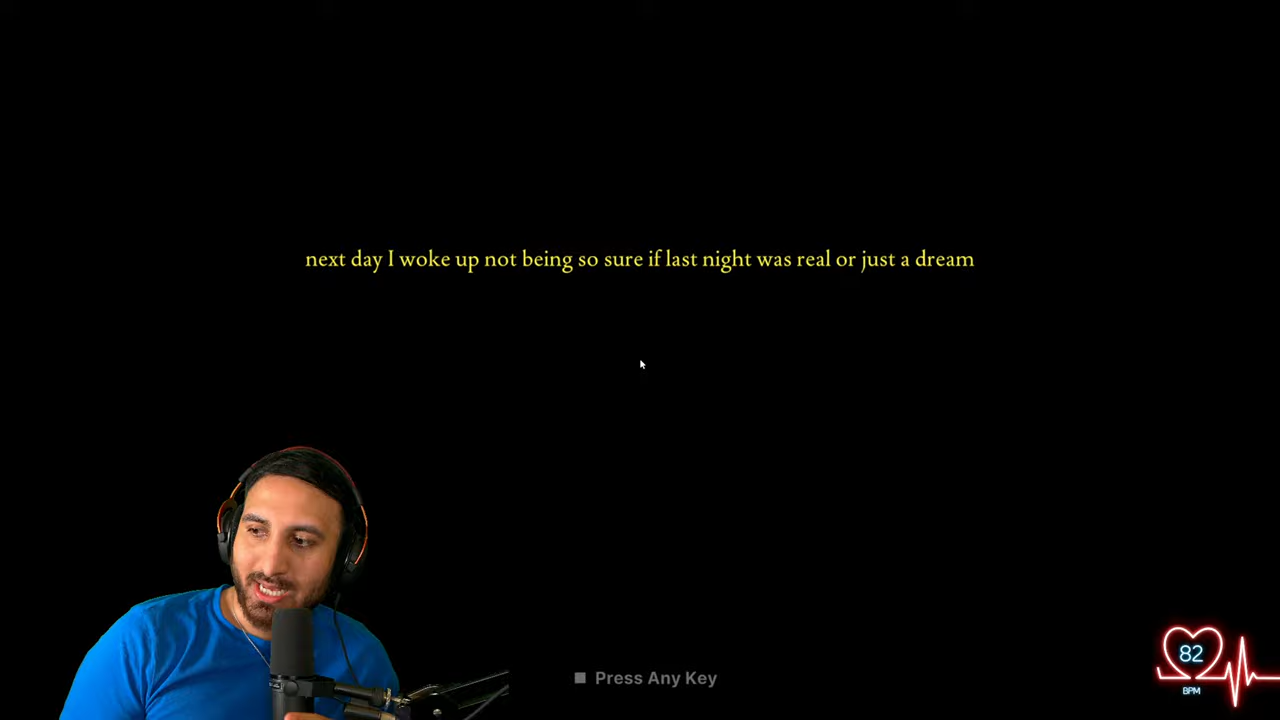 next day I woke up not being so sure if last night was real or just a dream
Press Any Key
82
BPM